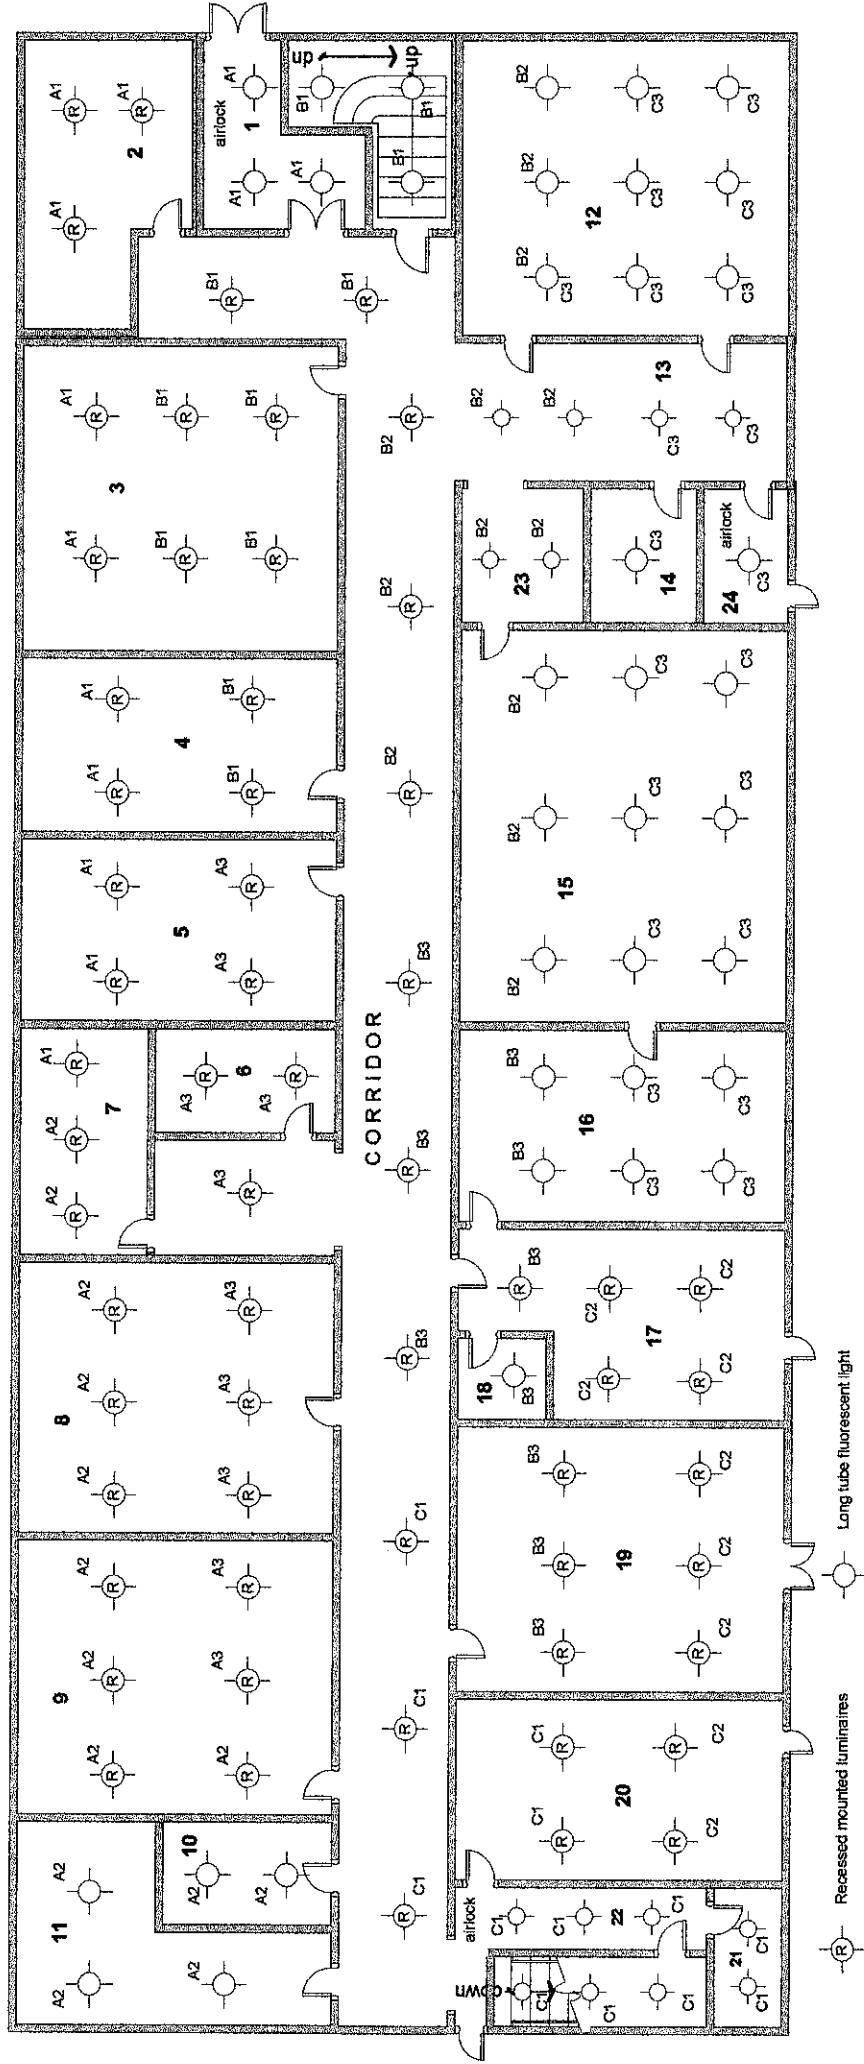 A2 A2
11
A2 A2
10
A2 A2 A2
9
A2 A3 A3
A2 A2 A2
8
A3 A3 A3
A2 A2 A1
7
A3
A3 A3
6
A1 A1
5
A3 A3
A1 A1
4
B1 B1
A1 A1
3
B1 B1
B1 B1
A1 A1
A1
2
B1
B1
airlock
A1 A1
1
A1
dn
up
B1
B1 B1
CORRIDOR
C1 C1 C1 B3 B3 B3 B2 B2 B2
down
C1
C1
C1
airlock
C1
C1
22
C1
21
C1 C1
C1 C1
20
C2 C2
B3 B3 B3
19
C2 C2 C2
18
B3
B3
C2 C2
17
C2 C2
B3 B3
16
C3 C3
C3 C3
B2 B2 B2
15
C3 C3 C3
C3 C3 C3
B2 B2
23
C3
14
airlock
24
C3
B2
B2
C3
13
C3
B2 B2 B2
12
C3 C3 C3
C3 C3 C3
R Recessed mounted luminaires
Long tube fluorescent light